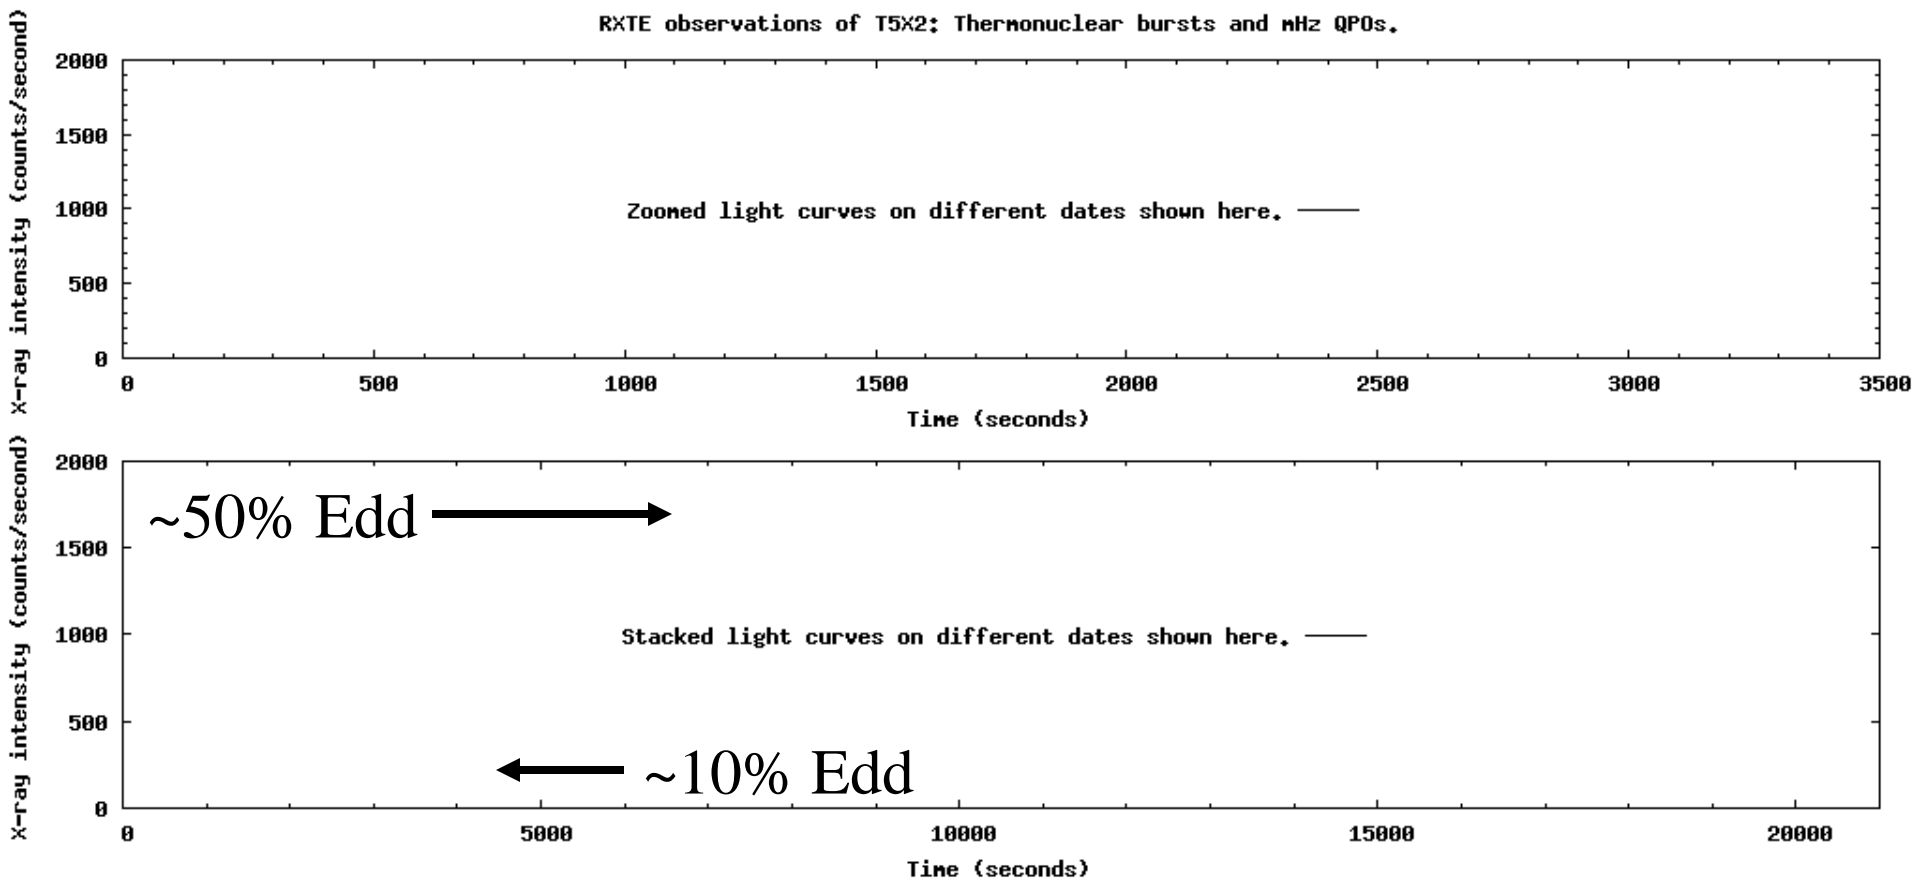 RXTE observations of T5X2: Thermonuclear bursts and mHz QPOs.
X-ray intensity (counts/second)
2000
1500
1000
500
0
Zoomed light curves on different dates shown here.
0 500 1000 1500 2000 2500 3000 3500
Time (seconds)
X-ray intensity (counts/second)
2000
1500
1000
500
0
~50% Edd
Stacked light curves on different dates shown here.
~10% Edd
0 5000 10000 15000 20000
Time (seconds)